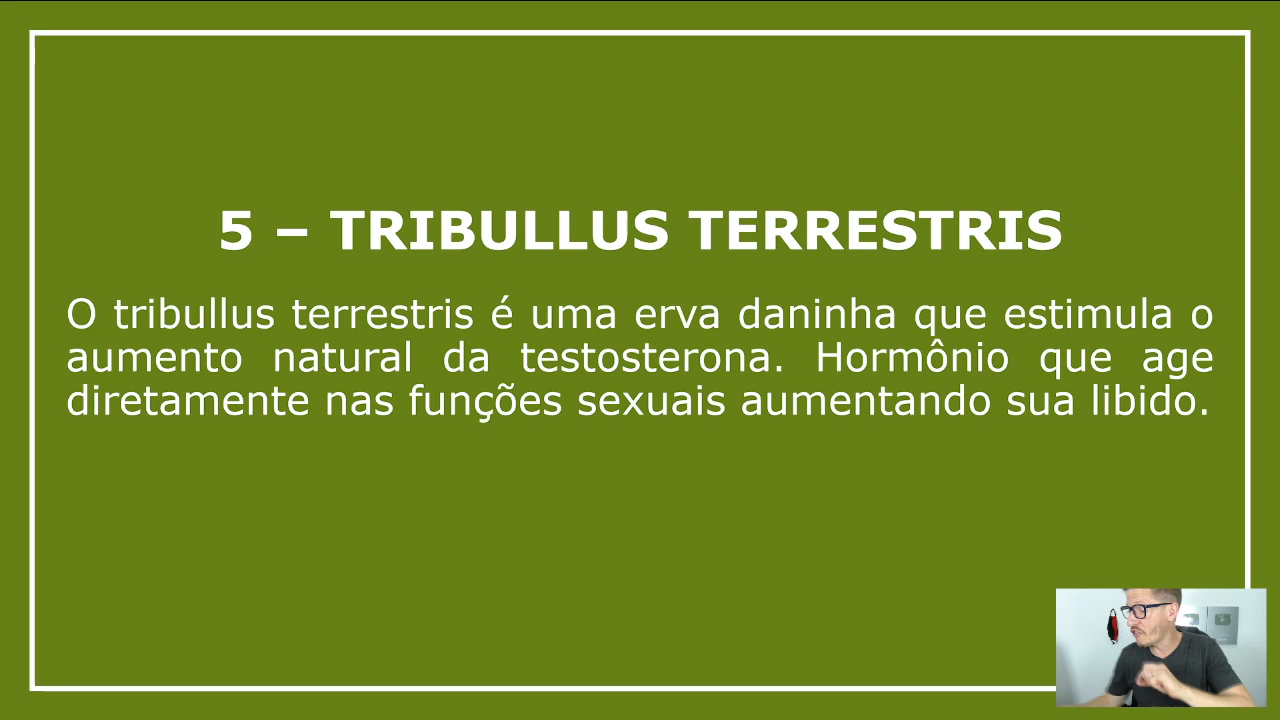 5 – TRIBULLUS TERRESTRIS
O tribullus terrestris é uma erva daninha que estimula o
aumento natural da testosterona. Hormônio que age
diretamente nas funções sexuais aumentando sua libido.